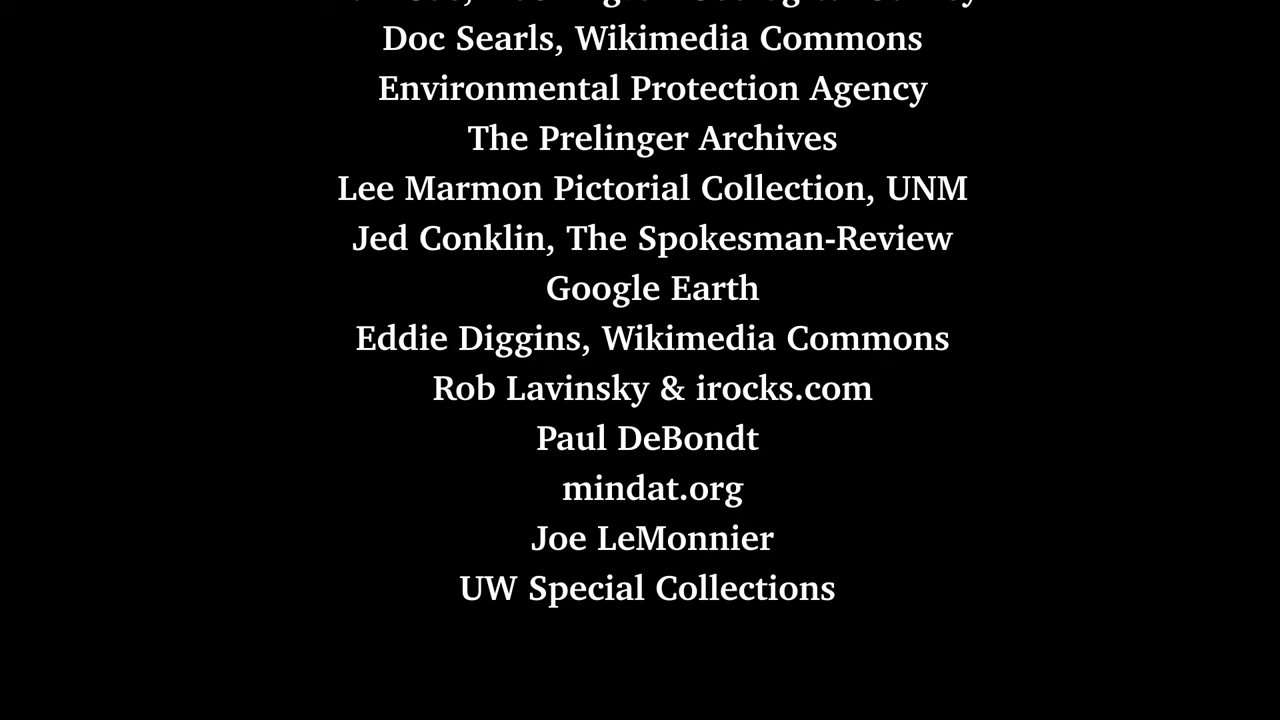 Doc Searls, Wikimedia Commons
Environmental Protection Agency
The Prelinger Archives
Lee Marmon Pictorial Collection, UNM
Jed Conklin, The Spokesman-Review
Google Earth
Eddie Diggins, Wikimedia Commons
Rob Lavinsky & irocks.com
Paul DeBondt
mindat.org
Joe LeMonnier
UW Special Collections